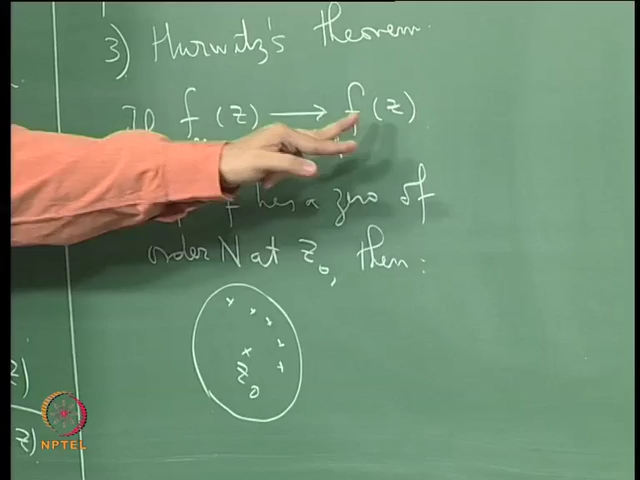 3) Hurwitz's theorem.
If f (z) → f (z)
f has a zero of
order N at z₀, then:
z₀
z)
z)
NPTEL